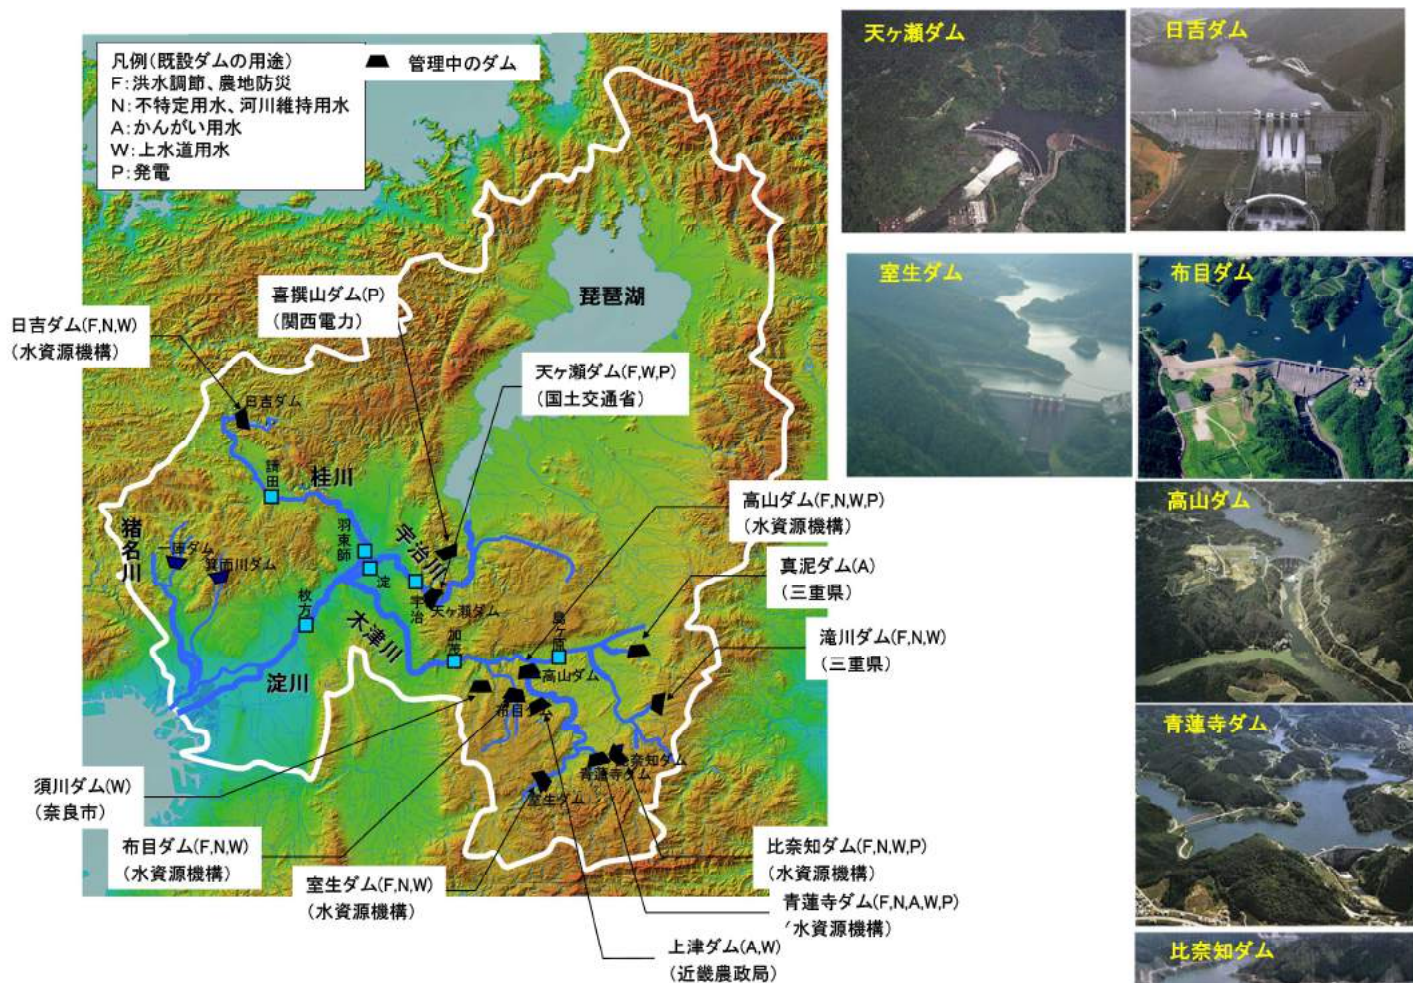 凡例(既設ダムの用途)
F:洪水調節、農地防災
N:不特定用水、河川維持用水
A:かんがい用水
W:上水道用水
P:発電
管理中のダム
天ヶ瀬ダム
日吉ダム
室生ダム
布目ダム
高山ダム
青蓮寺ダム
比奈知ダム
喜撰山ダム(P)
(関西電力)
琵琶湖
日吉ダム(F,N,W)
(水資源機構)
天ヶ瀬ダム(F,W,P)
(国土交通省)
日吉ダム
請田
桂川
高山ダム(F,N,W,P)
(水資源機構)
猪名川
一庫ダム
箕面川ダム
羽束師
淀
宇治川
宇治
天ヶ瀬ダム
真泥ダム(A)
(三重県)
枚方
木津川
加茂
島ヶ原
滝川ダム(F,N,W)
(三重県)
淀川
高山ダム
布目ダム
比奈知ダム
青蓮寺ダム
室生ダム
須川ダム(W)
(奈良市)
布目ダム(F,N,W)
(水資源機構)
室生ダム(F,N,W)
(水資源機構)
比奈知ダム(F,N,W,P)
(水資源機構)
青蓮寺ダム(F,N,A,W,P)
水資源機構)
上津ダム(A,W)
(近畿農政局)